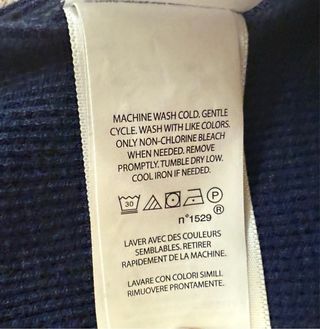 MACHINE WASH COLD, GENTLE
CYCLE. WASH WITH LIKE COLORS.
ONLY NON-CHLORINE BLEACH
WHEN NEEDED. REMOVE
PROMPTLY. TUMBLE DRY LOW.
COOL IRON IF NEEDED.
30 P
®
n°1529
LAVER AVEC DES COULEURS
SEMBLABLES. RETIRER
RAPIDEMENT DE LA MACHINE.
LAVARE CON COLORI SIMILI.
RIMUOVERE PRONTAMENTE.